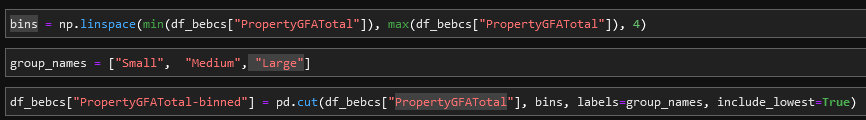 bins = np.linspace(min(df_bebcs["PropertyGFATotal"]), max(df_bebcs["PropertyGFATotal"]), 4)
group_names = ["Small",  "Medium", "Large"]
df_bebcs["PropertyGFATotal-binned"] = pd.cut(df_bebcs["PropertyGFATotal"], bins, labels=group_names, include_lowest=True)